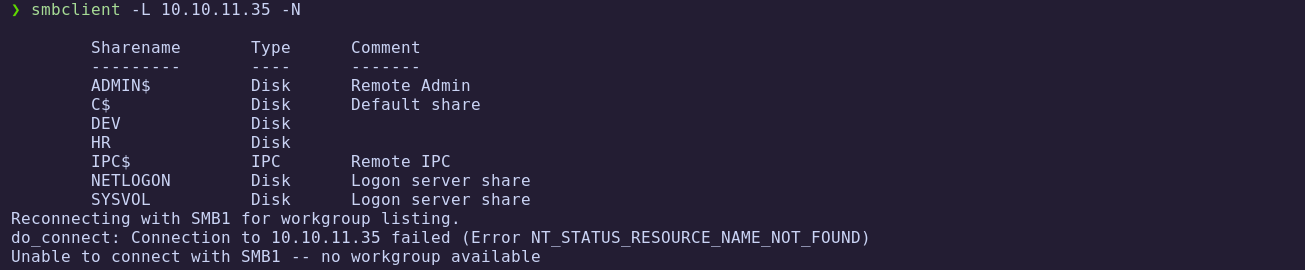 ❯ smbclient -L 10.10.11.35 -N
Sharename Type Comment
--------- ---- -------
ADMIN$ Disk Remote Admin
C$ Disk Default share
DEV Disk
HR Disk
IPC$ IPC Remote IPC
NETLOGON Disk Logon server share
SYSVOL Disk Logon server share
Reconnecting with SMB1 for workgroup listing.
do_connect: Connection to 10.10.11.35 failed (Error NT_STATUS_RESOURCE_NAME_NOT_FOUND)
Unable to connect with SMB1 -- no workgroup available